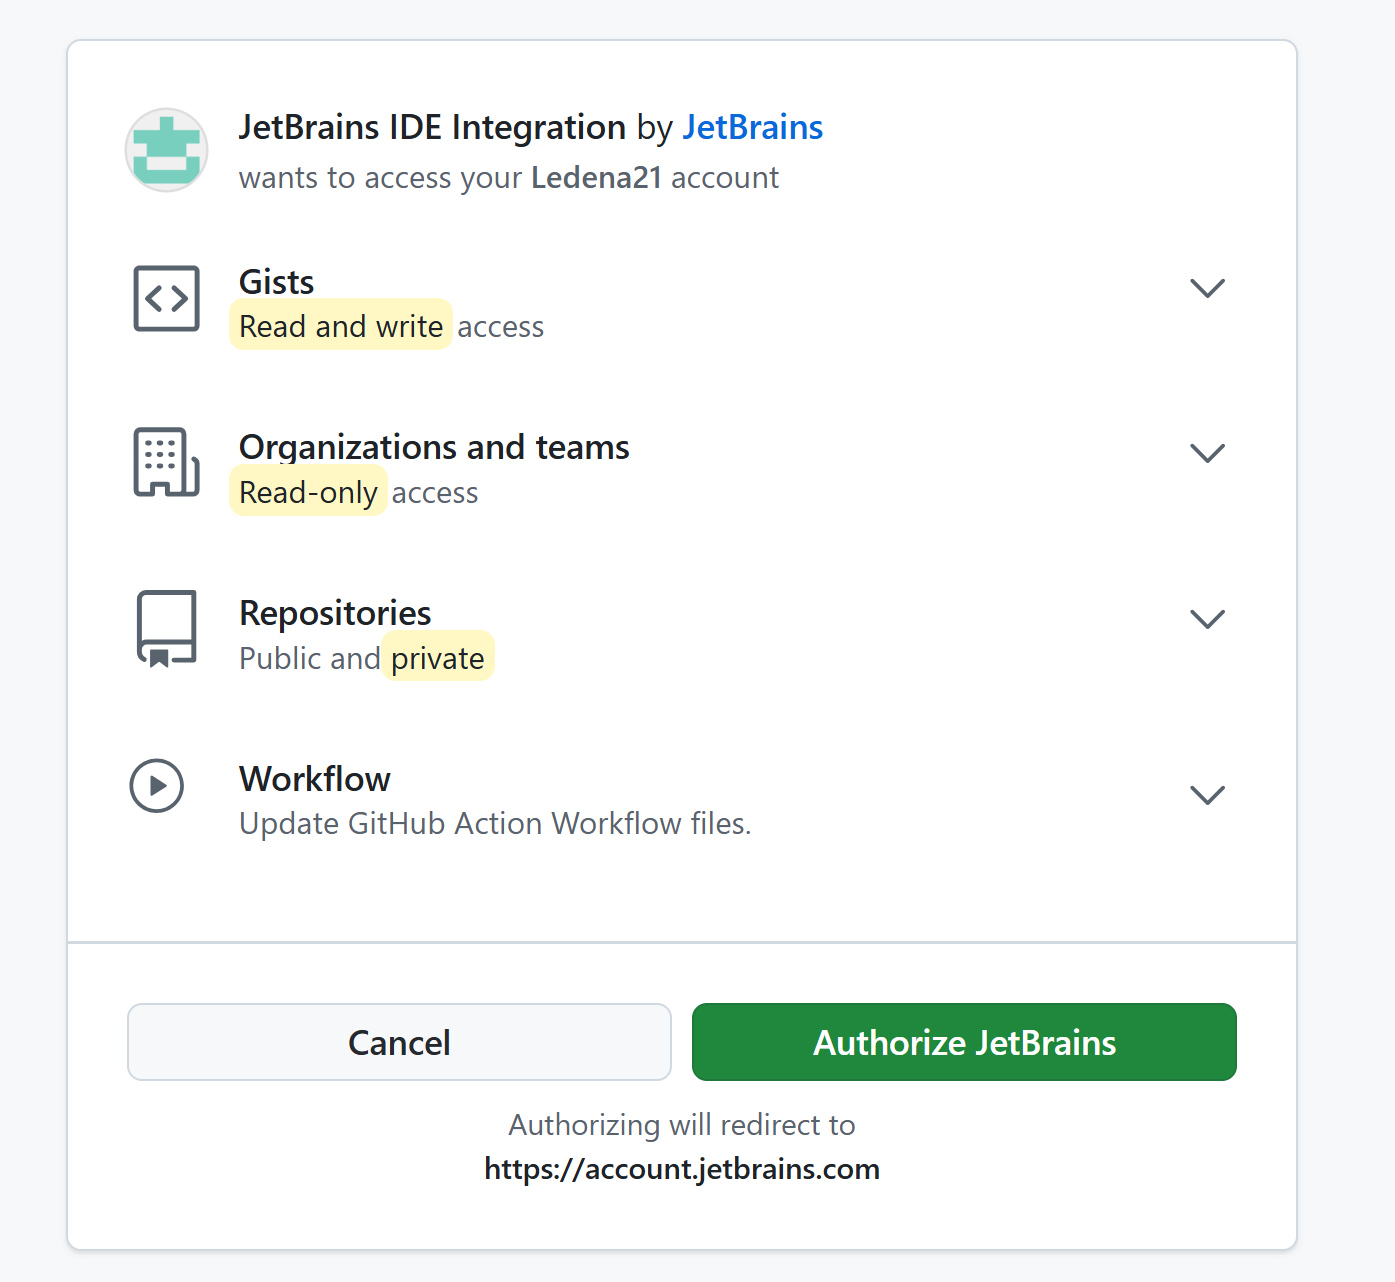 JetBrains IDE Integration by JetBrains
wants to access your Ledena21 account
Gists
Read and write access
Organizations and teams
Read-only access
Repositories
Public and private
Workflow
Update GitHub Action Workflow files.
Cancel
Authorize JetBrains
Authorizing will redirect to
https://account.jetbrains.com